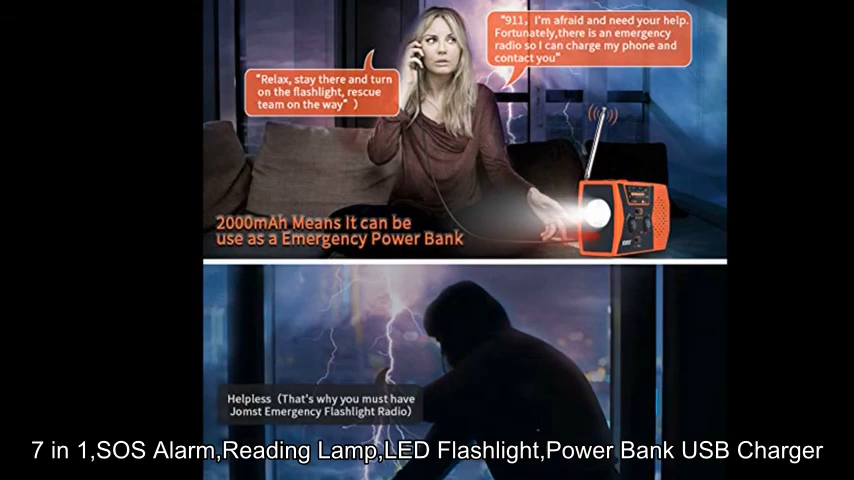 "911, I'm afraid and need your help.
Fortunately,there is an emergency
radio so I can charge my phone and
contact you"
"Relax, stay there and turn
on the flashlight, rescue
team on the way" )
2000mAh Means It can be
use as a Emergency Power Bank
Helpless (That's why you must have
Jomst Emergency Flashlight Radio)
7 in 1,SOS Alarm,Reading Lamp,LED Flashlight,Power Bank USB Charger